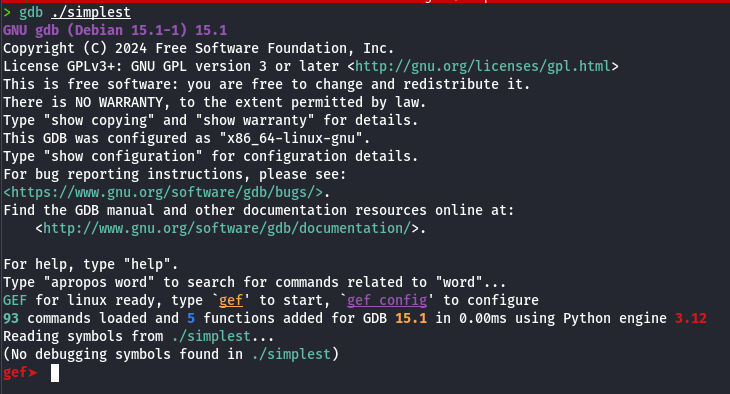 > gdb ./simplest
GNU gdb (Debian 15.1-1) 15.1
Copyright (C) 2024 Free Software Foundation, Inc.
License GPLv3+: GNU GPL version 3 or later <http://gnu.org/licenses/gpl.html>
This is free software: you are free to change and redistribute it.
There is NO WARRANTY, to the extent permitted by law.
Type "show copying" and "show warranty" for details.
This GDB was configured as "x86_64-linux-gnu".
Type "show configuration" for configuration details.
For bug reporting instructions, please see:
<https://www.gnu.org/software/gdb/bugs/>.
Find the GDB manual and other documentation resources online at:
    <http://www.gnu.org/software/gdb/documentation/>.

For help, type "help".
Type "apropos word" to search for commands related to "word"...
GEF for linux ready, type `gef' to start, `gef config' to configure
93 commands loaded and 5 functions added for GDB 15.1 in 0.00ms using Python engine 3.12
Reading symbols from ./simplest...
(No debugging symbols found in ./simplest)
gef➤